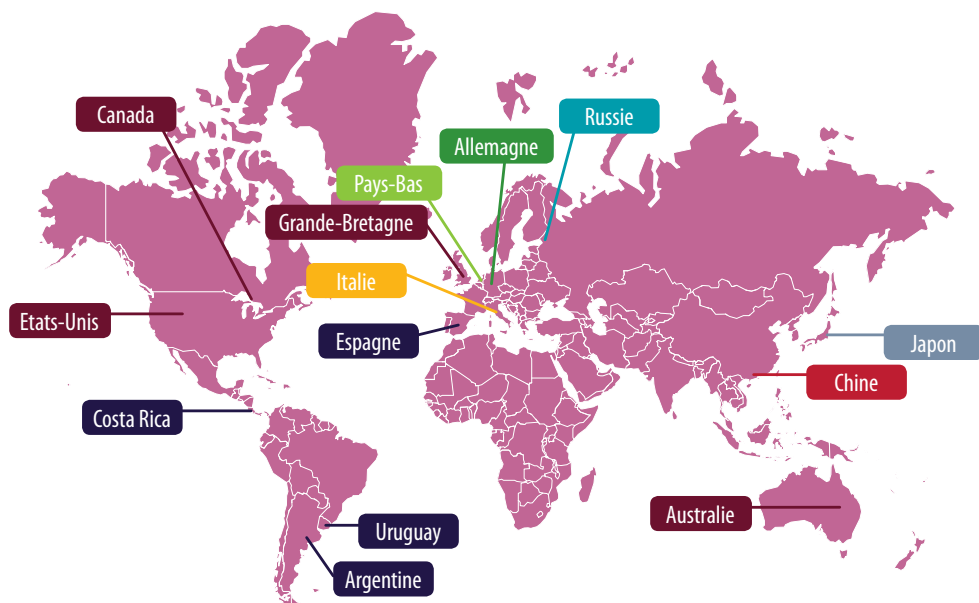 Canada
Russie
Allemagne
Pays-Bas
Grande-Bretagne
Italie
Etats-Unis
Espagne
Japon
Chine
Costa Rica
Australie
Uruguay
Argentine